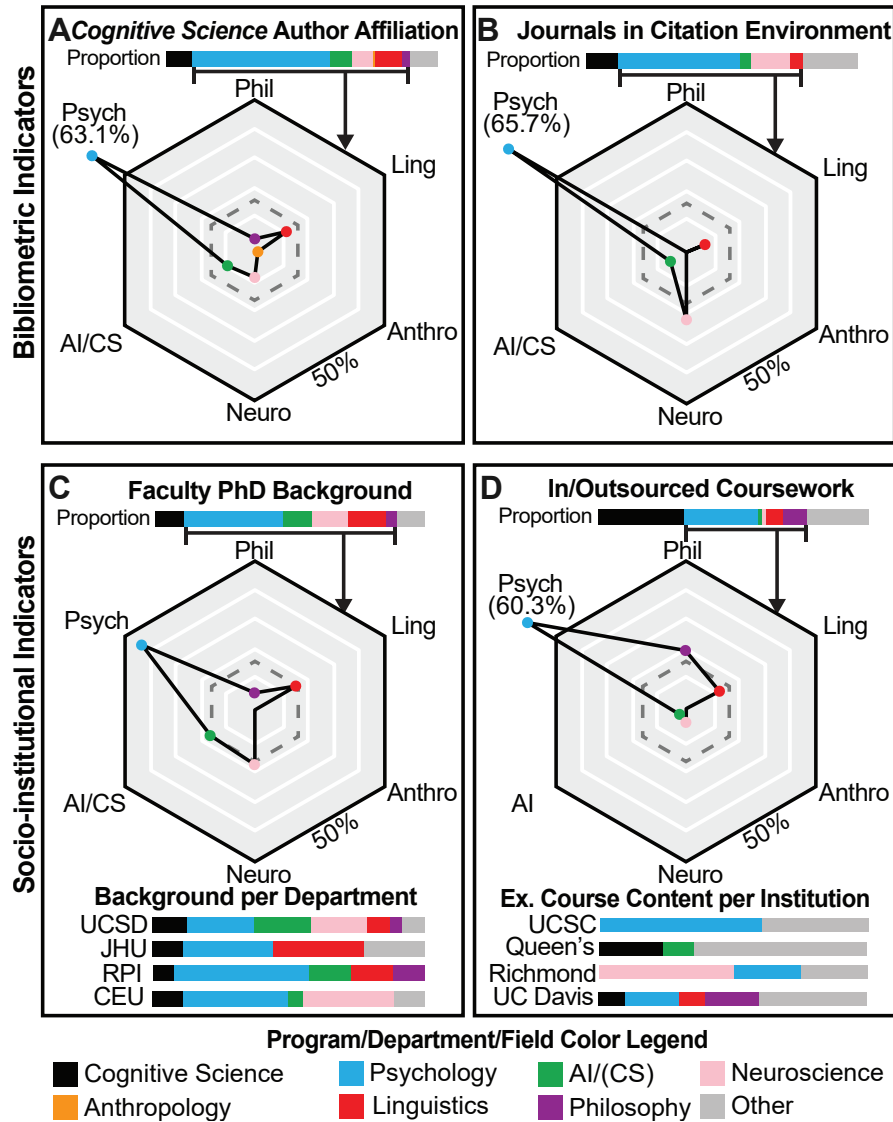 A Cognitive Science Author Affiliation
Proportion
Phil
Psych
(63.1%)
Ling
AI/CS
Anthro
50%
Neuro
B Journals in Citation Environment
Proportion
Phil
Psych
(65.7%)
Ling
AI/CS
Anthro
50%
Neuro
Bibliometric Indicators
C Faculty PhD Background
Proportion
Phil
Psych
Ling
AI/CS
Anthro
50%
Neuro
Background per Department
UCSD
JHU
RPI
CEU
D In/Outsourced Coursework
Proportion
Phil
Psych
(60.3%)
Ling
AI
Anthro
50%
Neuro
Ex. Course Content per Institution
UCSC
Queen's
Richmond
UC Davis
Socio-institutional Indicators
Program/Department/Field Color Legend
Cognitive Science
Psychology
AI/(CS)
Neuroscience
Anthropology
Linguistics
Philosophy
Other